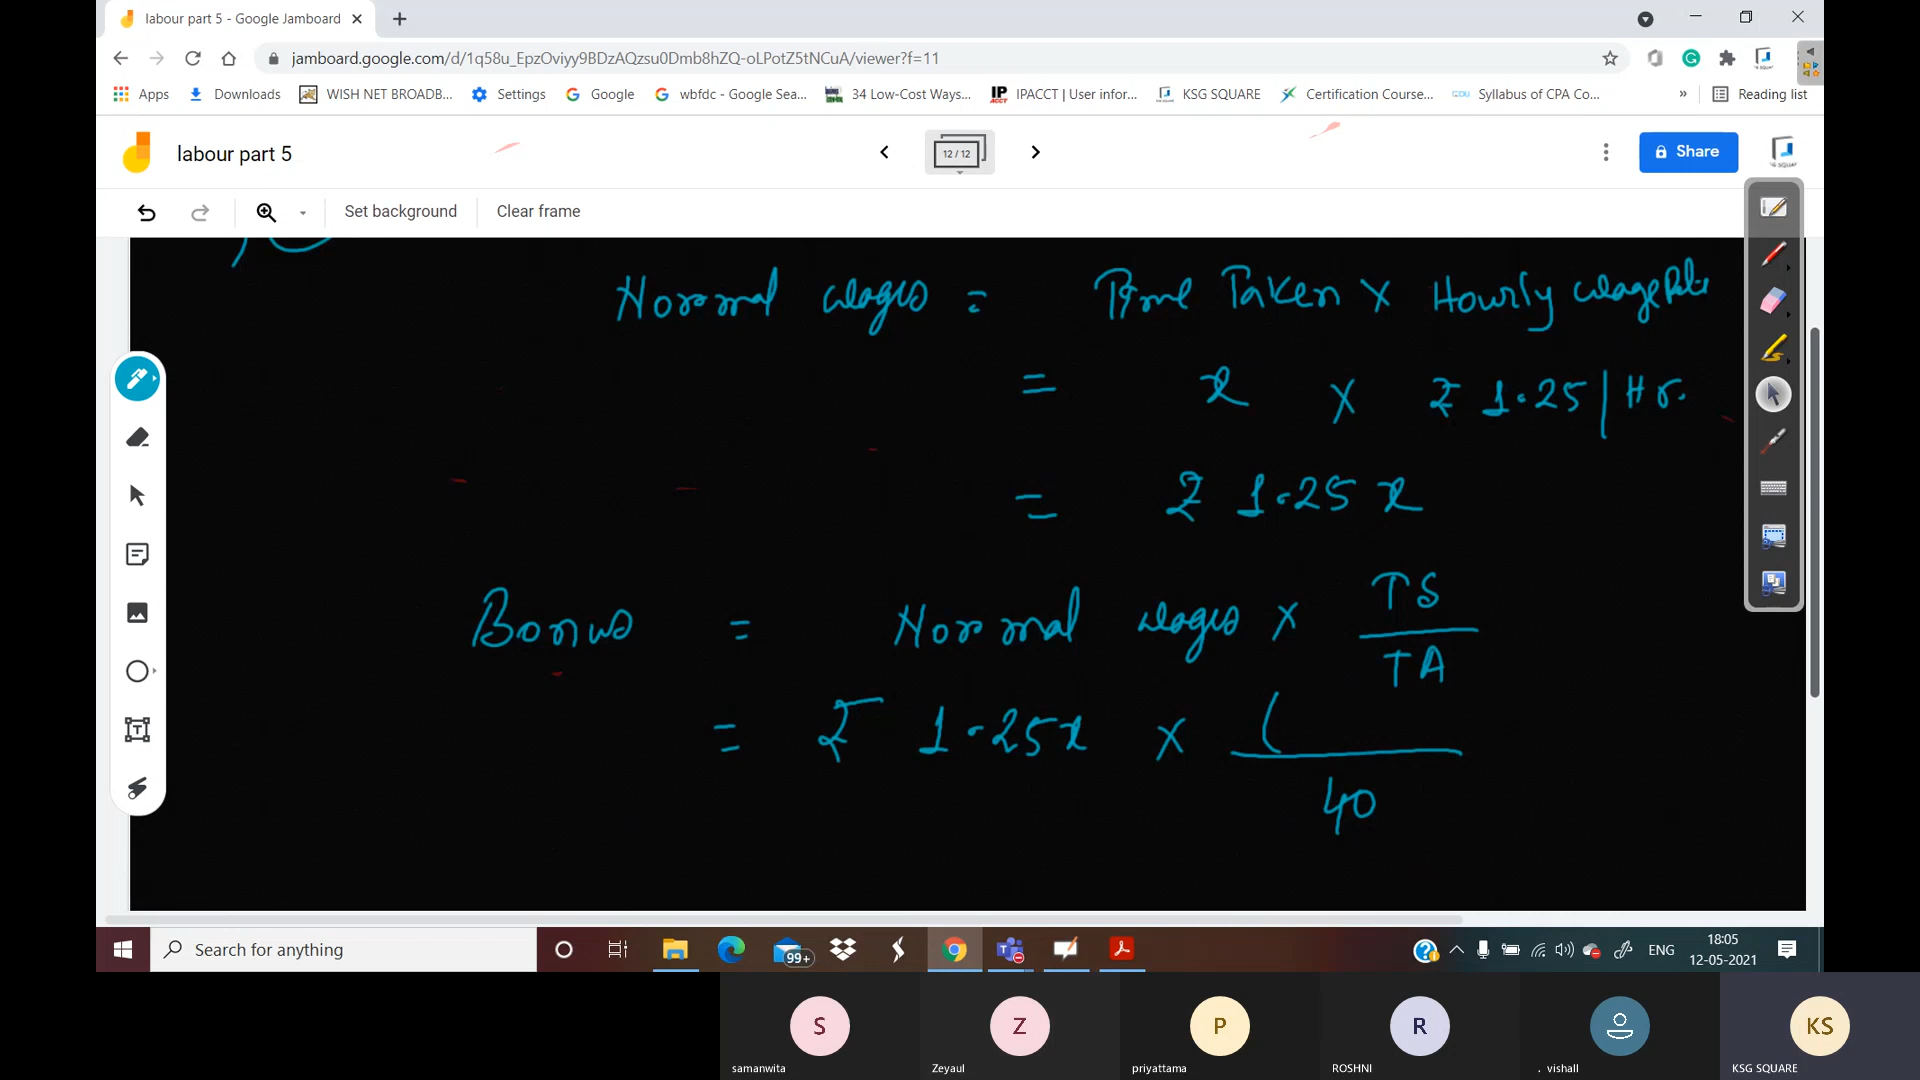 labour part 5 - Google Jamboard
jamboard.google.com/d/1q58u_EpzOviyy9BDzAQzsu0Dmb8hZQ-oLPotZ5tNCuA/viewer?f=11
Apps Downloads WISH NET BROADB... Settings Google wbfdc - Google Sea... 34 Low-Cost Ways... IPACCT | User infor... KSG SQUARE Certification Course... Syllabus of CPA Co... » Reading list
labour part 5 12 / 12 Share
Set background Clear frame
Normal wages = Time Taken X Hourly wage Rate
= x X ₹ 1.25 | Hr.
= ₹ 1.25 x
Bonus = Normal wages X TS
TA
= ₹ 1.25x X (
40
Search for anything 99+ ENG 18:05
12-05-2021
S Z P R KS
samanwita Zeyaul priyattama ROSHNI . vishall KSG SQUARE